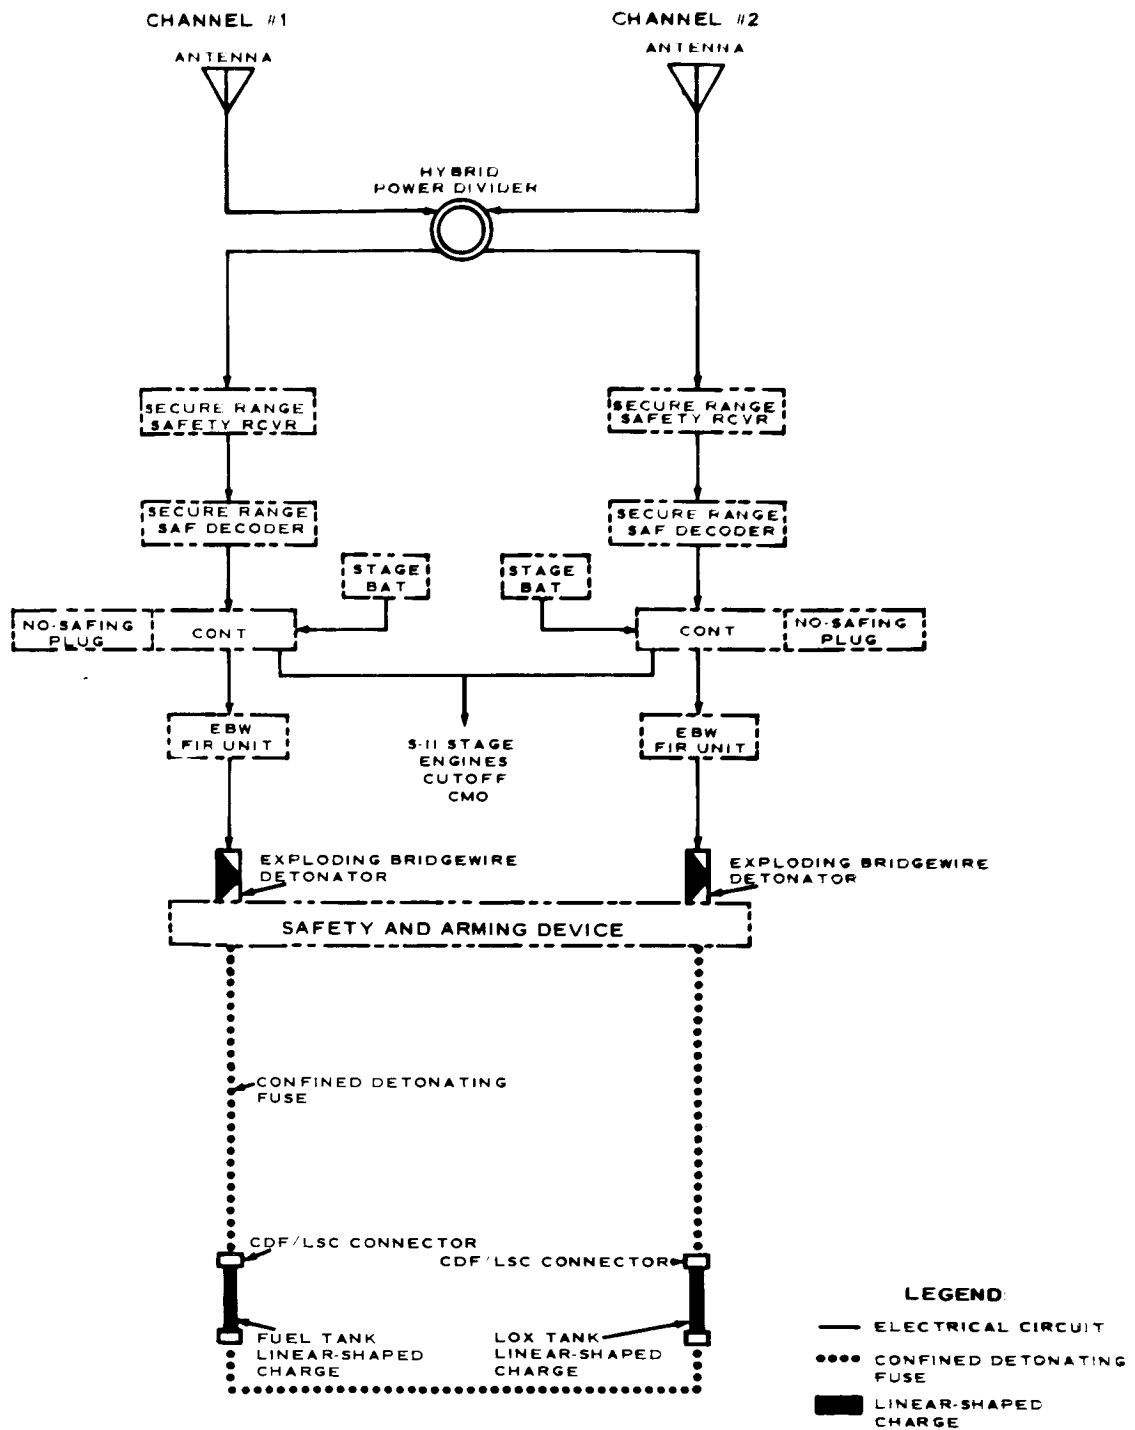 CHANNEL #1
CHANNEL #2
ANTENNA
ANTENNA
HYBRID
POWER DIVIDER
SECURE RANGE
SAFETY RCVR
SECURE RANGE
SAFETY RCVR
SECURE RANGE
SAF DECODER
SECURE RANGE
SAF DECODER
STAGE
BAT
STAGE
BAT
NO-SAFING
PLUG
CONT
CONT
NO-SAFING
PLUG
EBW
FIR UNIT
S-II STAGE
ENGINES
CUTOFF
CMO
EBW
FIR UNIT
EXPLODING BRIDGEWIRE
DETONATOR
EXPLODING BRIDGEWIRE
DETONATOR
SAFETY AND ARMING DEVICE
CONFINED DETONATING
FUSE
CDF/LSC CONNECTOR
CDF/LSC CONNECTOR
FUEL TANK
LINEAR-SHAPED
CHARGE
LOX TANK
LINEAR-SHAPED
CHARGE
LEGEND:
ELECTRICAL CIRCUIT
CONFINED DETONATING
FUSE
LINEAR-SHAPED
CHARGE